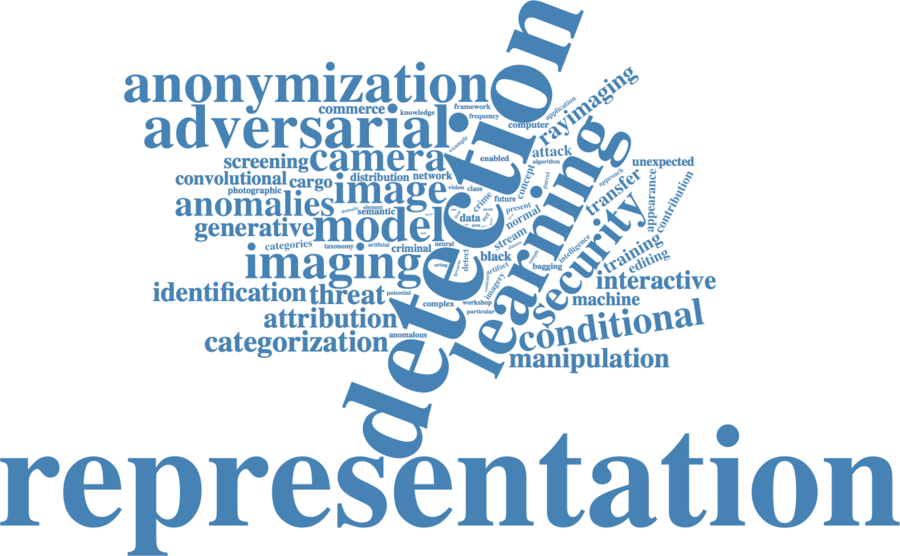 detection
anonymization
framework
application
commerce
knowledge
frequency
rayimaging
adversarial
computer
example
learning
screening
camera
enabled
attack
algorithm
unexpected
convolutional
cargo
distribution
network
concept
approach
transfer
photographic
image
vision
class
crime
future
parcel
appearance
contribution
anomalies
element
semantic
data
present
normal
security
generative
model
stream
categories
taxonomy
artificial
criminal
neural
detect
black
intelligence
training
editing
imaging
artifact
bagging
imagery
interactive
identification
threat
potential
complex
workshop
machine
attribution
particular
conditional
categorization
anomalous
manipulation
representation